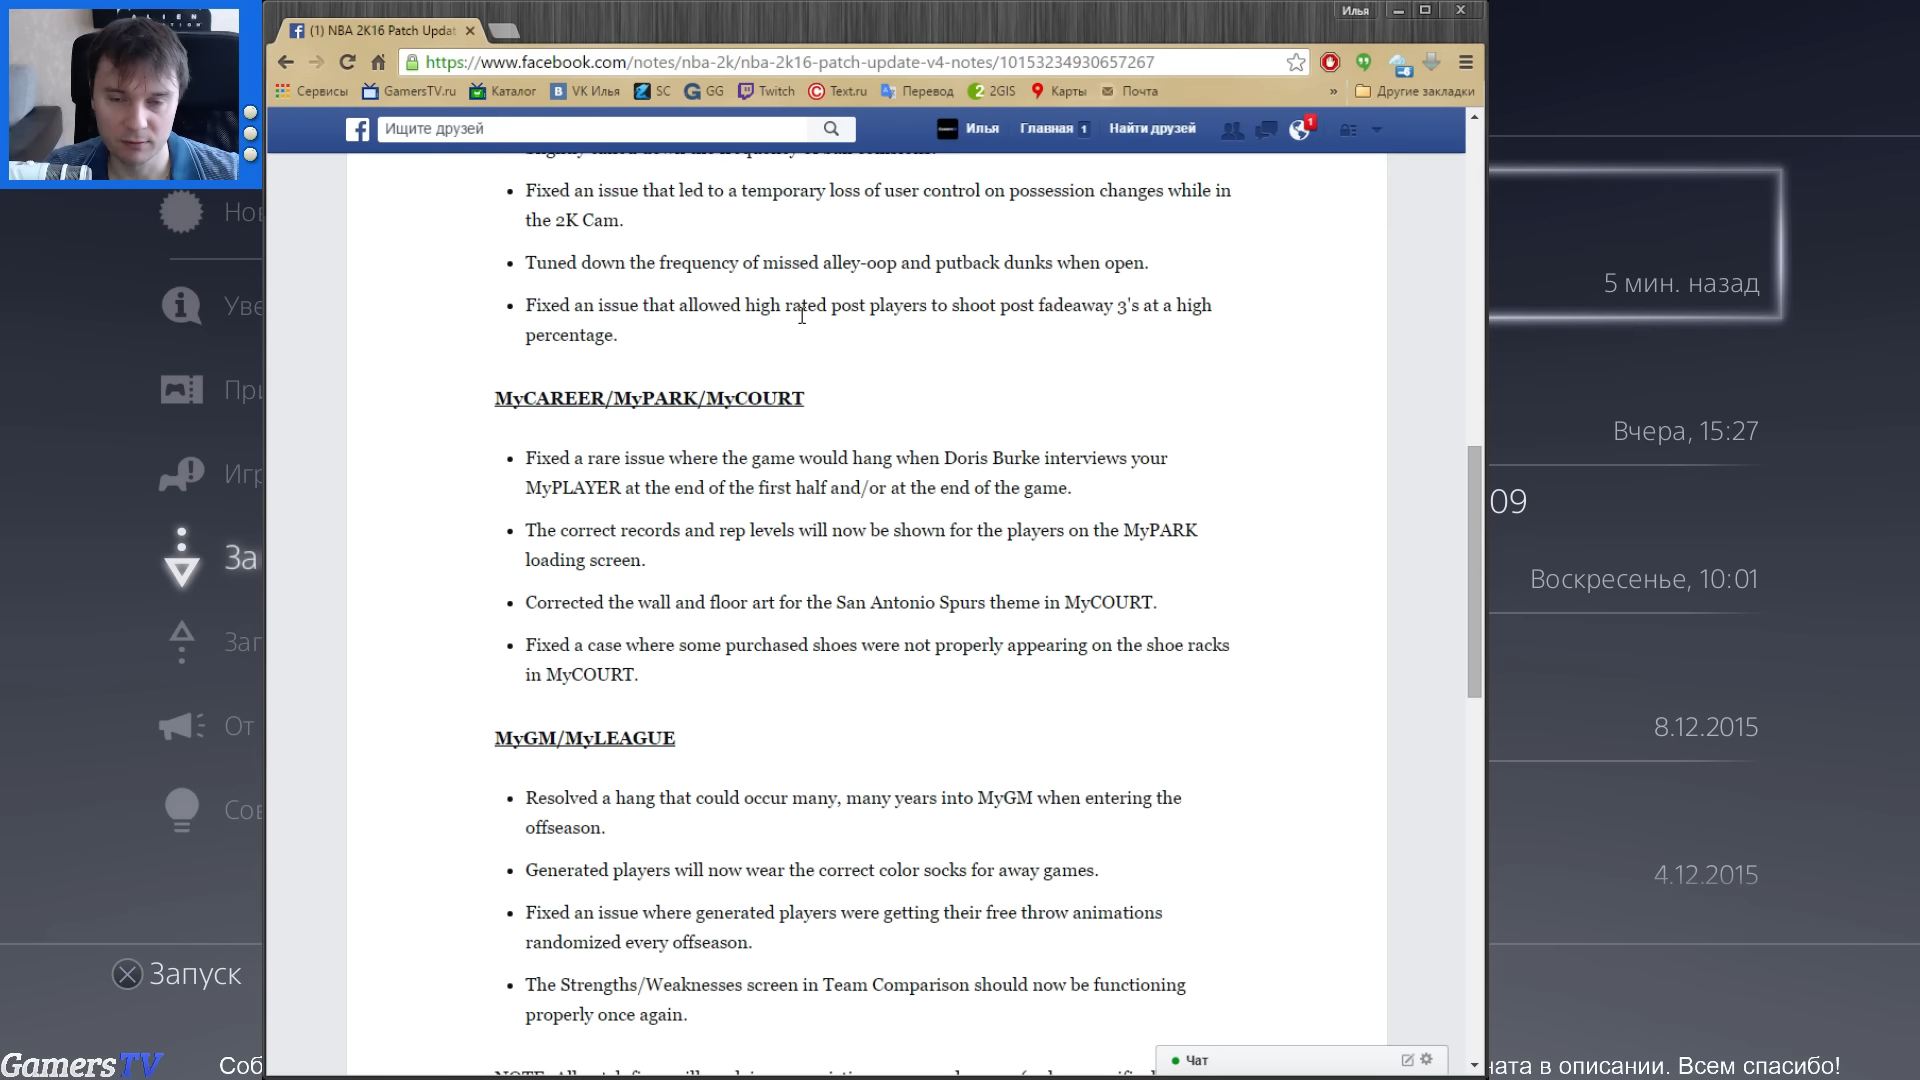 ALIEN
Илья
(1) NBA 2K16 Patch Updat
https://www.facebook.com/notes/nba-2k/nba-2k16-patch-update-v4-notes/10153234930657267
Сервисы GamersTV.ru Каталог VK Илья SC GG Twitch Text.ru Перевод 2GIS Карты Почта » Другие закладки
Ищите друзей Илья Главная 1 Найти друзей 1
Fixed an issue that led to a temporary loss of user control on possession changes while in
the 2K Cam.
Tuned down the frequency of missed alley-oop and putback dunks when open.
Fixed an issue that allowed high rated post players to shoot post fadeaway 3's at a high
percentage.
MyCAREER/MyPARK/MyCOURT
Fixed a rare issue where the game would hang when Doris Burke interviews your
MyPLAYER at the end of the first half and/or at the end of the game.
The correct records and rep levels will now be shown for the players on the MyPARK
loading screen.
Corrected the wall and floor art for the San Antonio Spurs theme in MyCOURT.
Fixed a case where some purchased shoes were not properly appearing on the shoe racks
in MyCOURT.
MyGM/MyLEAGUE
Resolved a hang that could occur many, many years into MyGM when entering the
offseason.
Generated players will now wear the correct color socks for away games.
Fixed an issue where generated players were getting their free throw animations
randomized every offseason.
The Strengths/Weaknesses screen in Team Comparison should now be functioning
properly once again.
Чат
Нов
Уве
При
Игр
За
Заг
От
Сов
Запуск
5 мин. назад
Вчера, 15:27
09
Воскресенье, 10:01
8.12.2015
4.12.2015
GamersTV
Соб
ната в описании. Всем спасибо!